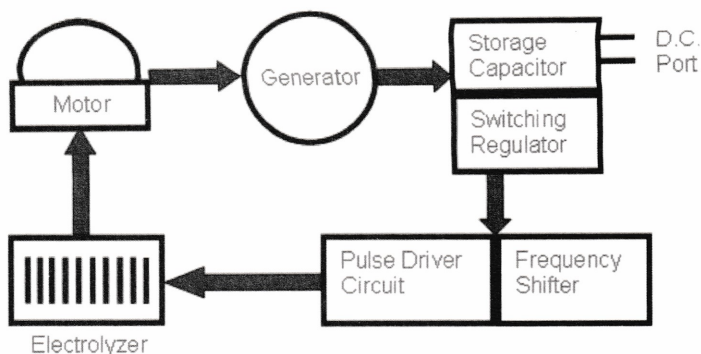 Storage
Capacitor
D.C.
Port
Generator
Motor
Switching
Regulator
Pulse Driver
Circuit
Frequency
Shifter
Electrolyzer